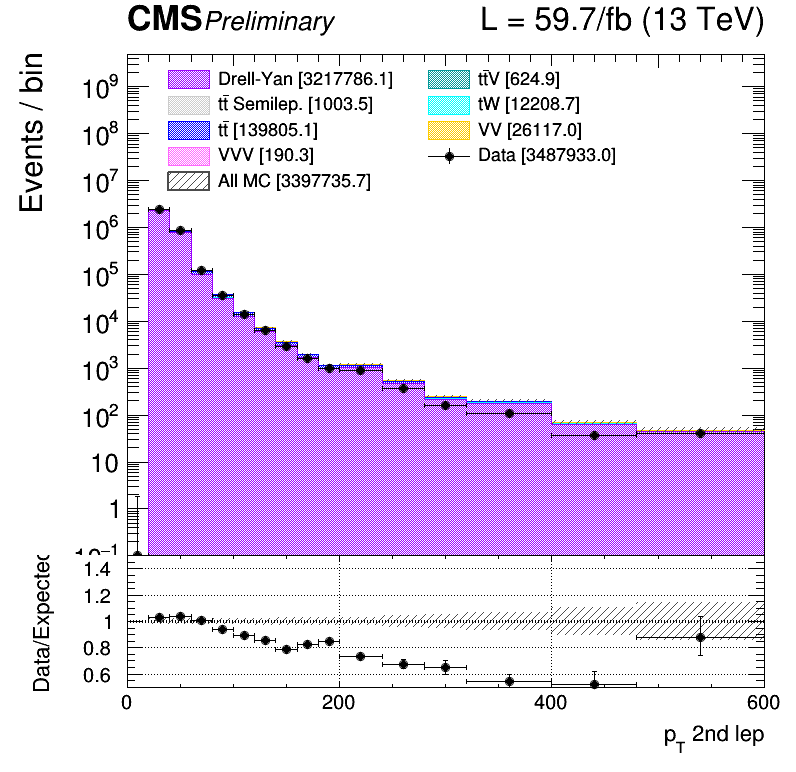 CMS Preliminary L = 59.7/fb (13 TeV)
Events / bin
Drell-Yan [3217786.1] tt̄V [624.9]
tt̄ Semilep. [1003.5] tW [12208.7]
tt̄ [139805.1] VV [26117.0]
VVV [190.3] Data [3487933.0]
All MC [3397735.7]
10⁹
10⁸
10⁷
10⁶
10⁵
10⁴
10³
10²
10
1
10⁻¹
Data/Expected
1.4
1.2
1
0.8
0.6
0 200 400 600
p_T 2nd lep